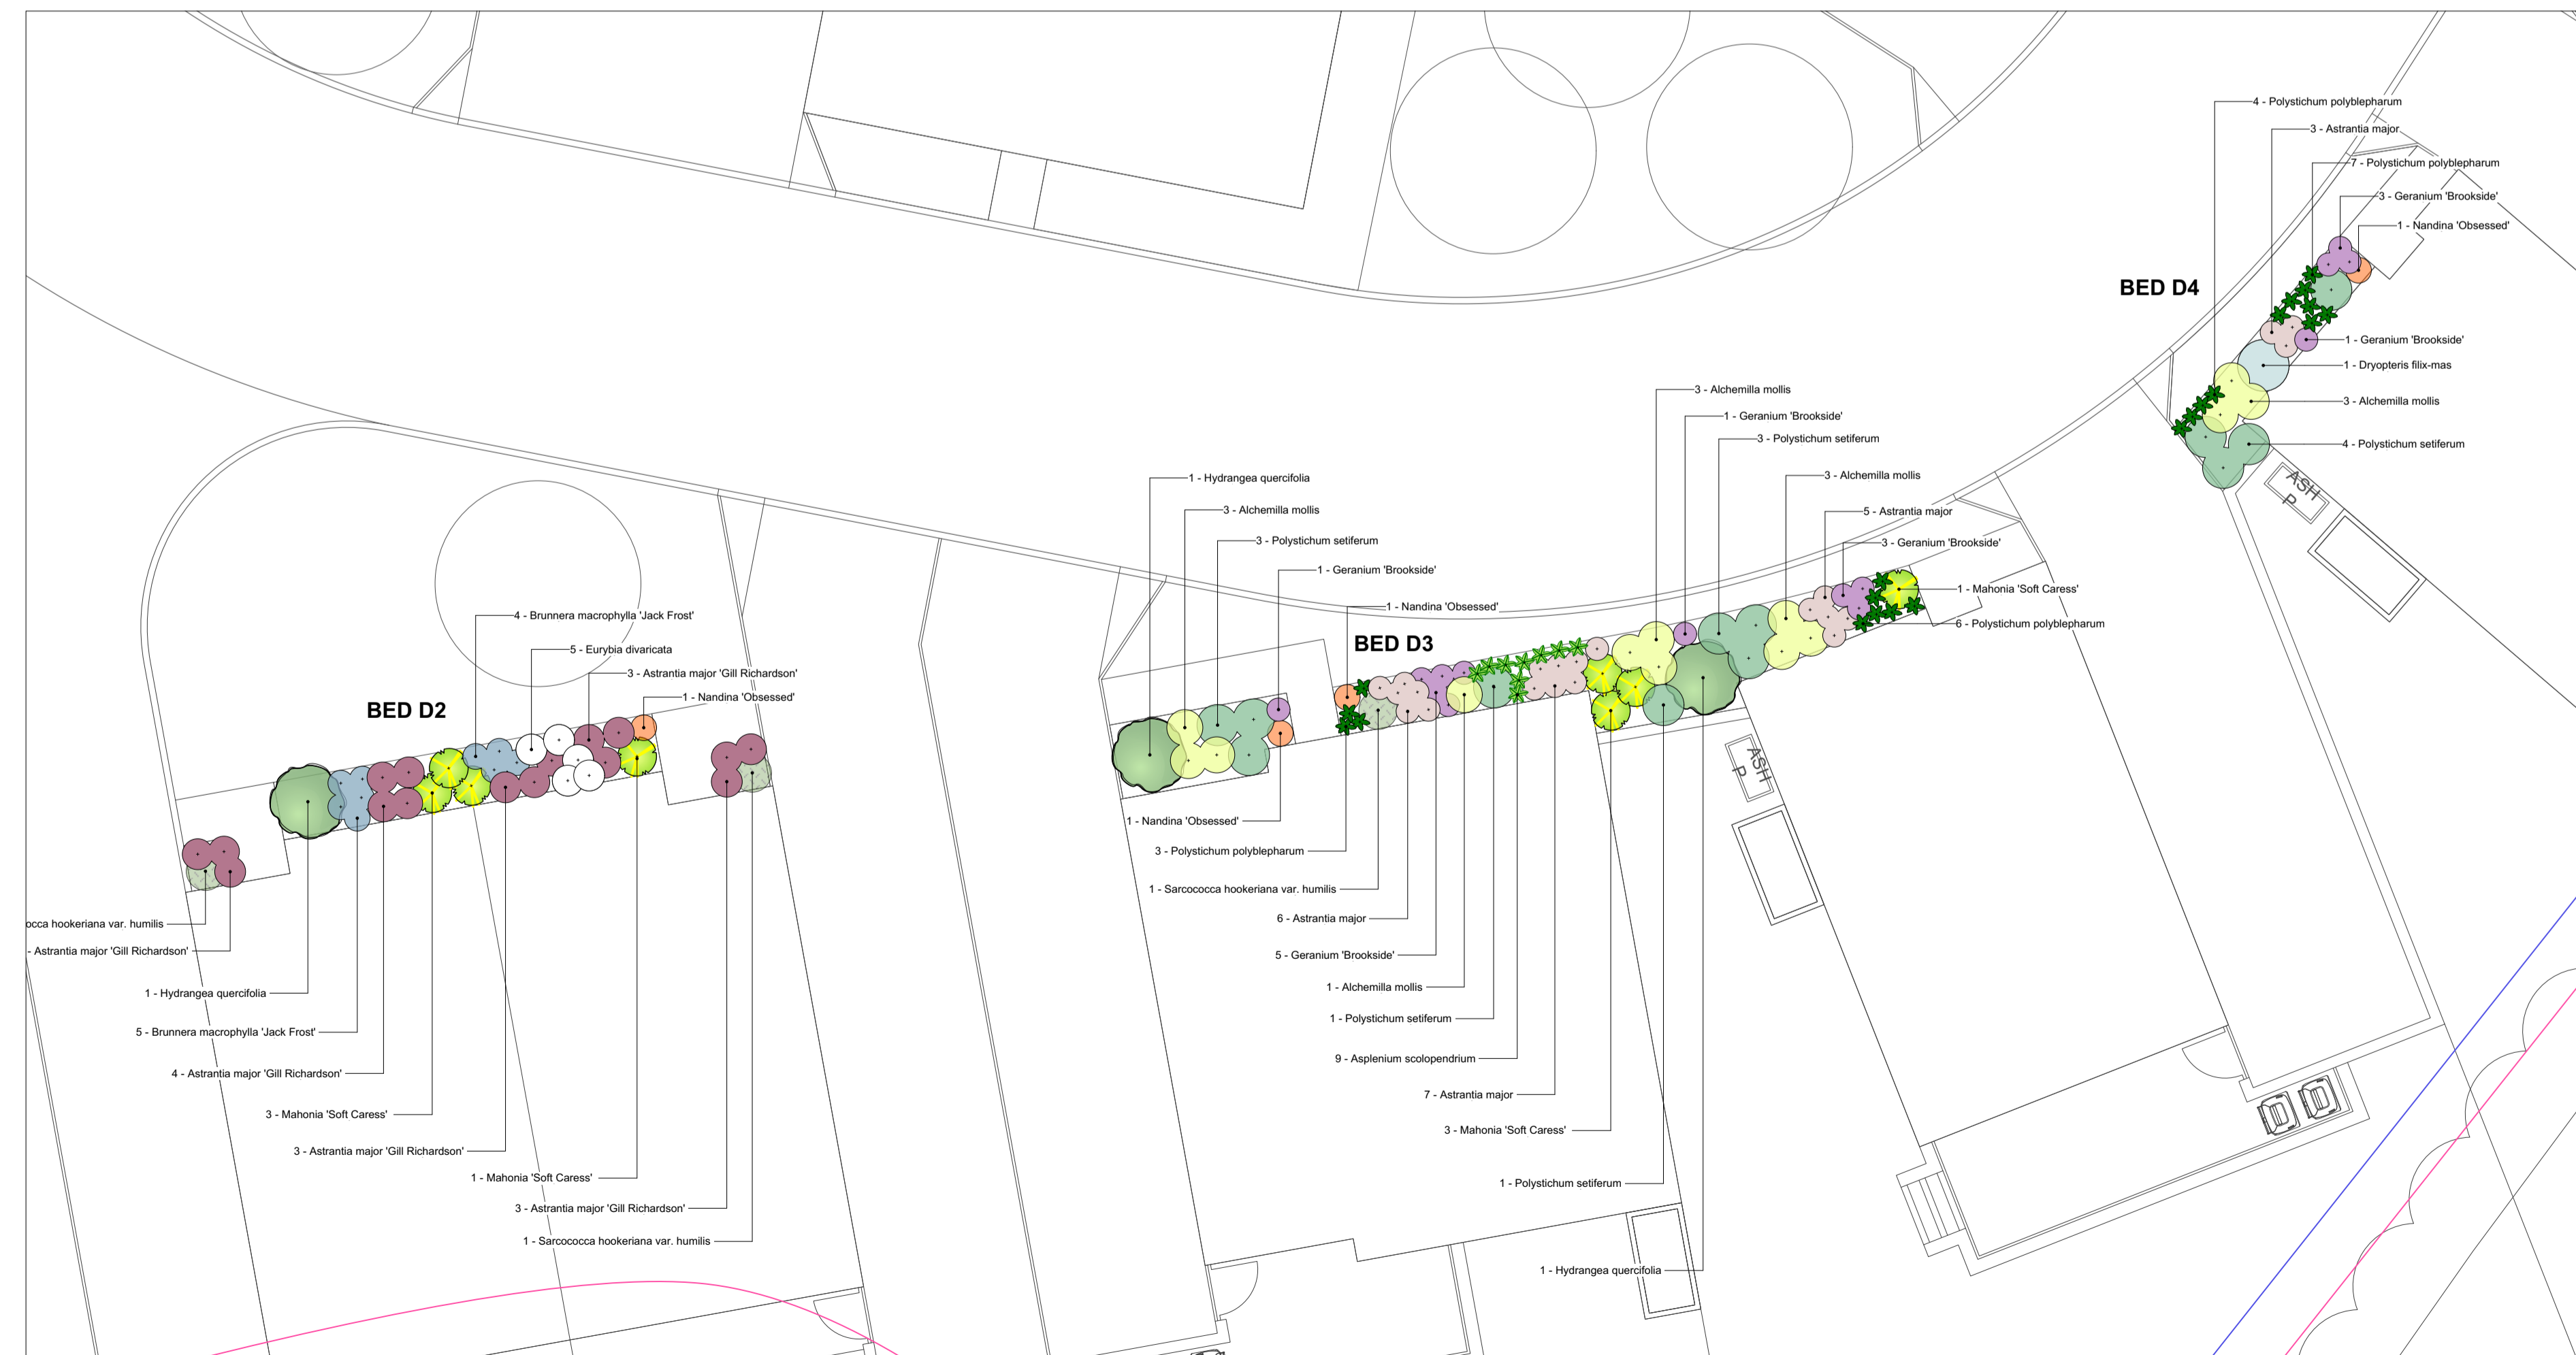 4 - Polystichum polyblepharum
3 - Astrantia major
7 - Polystichum polyblepharum
3 - Geranium 'Brookside'
1 - Nandina 'Obsessed'
BED D4
1 - Geranium 'Brookside'
1 - Dryopteris filix-mas
3 - Alchemilla mollis
4 - Polystichum setiferum
ASH
P
3 - Alchemilla mollis
1 - Geranium 'Brookside'
3 - Polystichum setiferum
3 - Alchemilla mollis
5 - Astrantia major
3 - Geranium 'Brookside'
1 - Mahonia 'Soft Caress'
6 - Polystichum polyblepharum
1 - Hydrangea quercifolia
3 - Alchemilla mollis
3 - Polystichum setiferum
1 - Geranium 'Brookside'
1 - Nandina 'Obsessed'
BED D3
ASH
P
1 - Nandina 'Obsessed'
3 - Polystichum polyblepharum
1 - Sarcococca hookeriana var. humilis
6 - Astrantia major
5 - Geranium 'Brookside'
1 - Alchemilla mollis
1 - Polystichum setiferum
9 - Asplenium scolopendrium
7 - Astrantia major
3 - Mahonia 'Soft Caress'
1 - Polystichum setiferum
1 - Hydrangea quercifolia
4 - Brunnera macrophylla 'Jack Frost'
5 - Eurybia divaricata
3 - Astrantia major 'Gill Richardson'
1 - Nandina 'Obsessed'
BED D2
occa hookeriana var. humilis
- Astrantia major 'Gill Richardson'
1 - Hydrangea quercifolia
5 - Brunnera macrophylla 'Jack Frost'
4 - Astrantia major 'Gill Richardson'
3 - Mahonia 'Soft Caress'
3 - Astrantia major 'Gill Richardson'
1 - Mahonia 'Soft Caress'
3 - Astrantia major 'Gill Richardson'
1 - Sarcococca hookeriana var. humilis